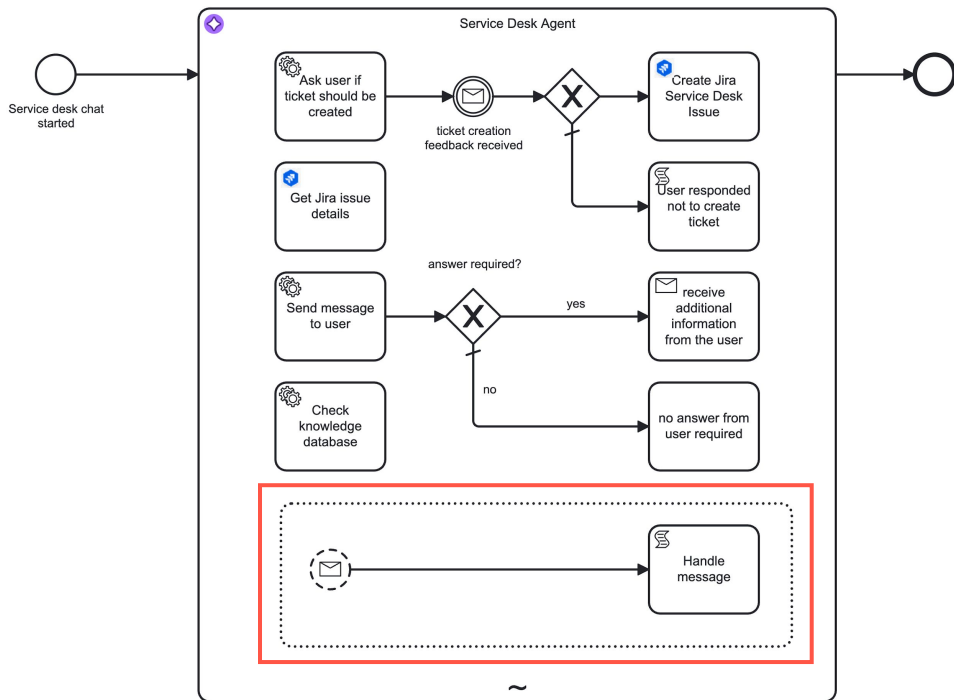 Service Desk Agent
Service desk chat
started
Ask user if
ticket should be
created
ticket creation
feedback received
Create Jira
Service Desk
Issue
Get Jira issue
details
User responded
not to create
ticket
answer required?
Send message
to user
yes
receive
additional
information
from the user
no
Check
knowledge
database
no answer from
user required
Handle
message